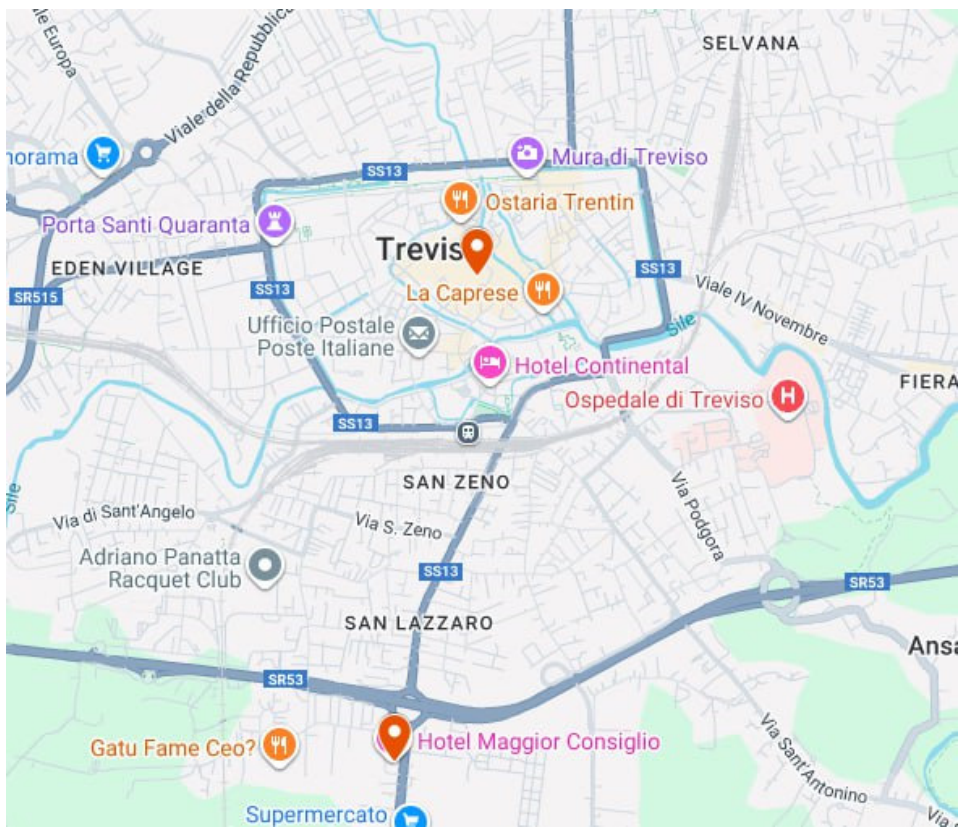 SELVANA
Viale Europa
Viale della Repubblica
norama
SS13
Mura di Treviso
Ostaria Trentin
Porta Santi Quaranta
Trevis
EDEN VILLAGE
SS13
SS13
SR515
La Caprese
Viale IV Novembre
Ufficio Postale
Poste Italiane
Sile
Hotel Continental
FIERA
Ospedale di Treviso
H
SS13
SAN ZENO
Sile
Via di Sant'Angelo
Via S. Zeno
Via Podgora
Adriano Panatta
Racquet Club
SS13
SR53
SAN LAZZARO
Ansa
SR53
Hotel Maggior Consiglio
Gatu Fame Ceo?
Via Sant'Antonino
Supermercato